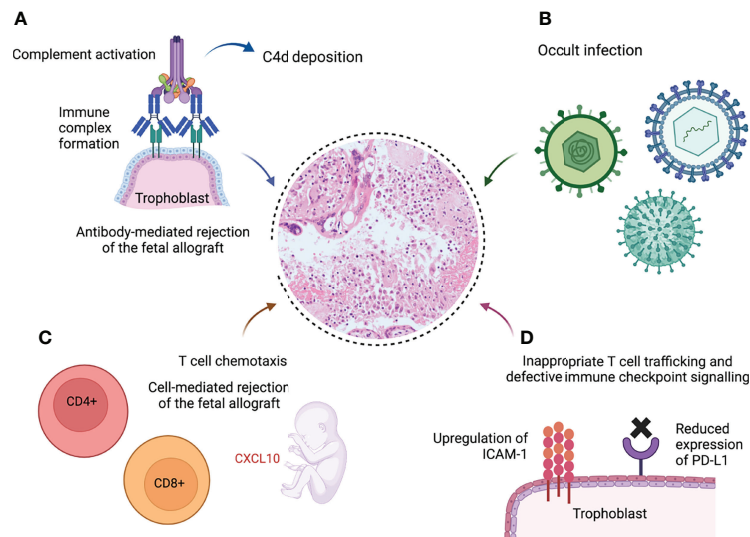 A
Complement activation
C4d deposition
Immune
complex
formation
Trophoblast
Antibody-mediated rejection
of the fetal allograft
B
Occult infection
C
T cell chemotaxis
Cell-mediated rejection
of the fetal allograft
CD4+
CD8+
CXCL10
D
Inappropriate T cell trafficking and
defective immune checkpoint signalling
Upregulation of
ICAM-1
Reduced
expression
of PD-L1
Trophoblast